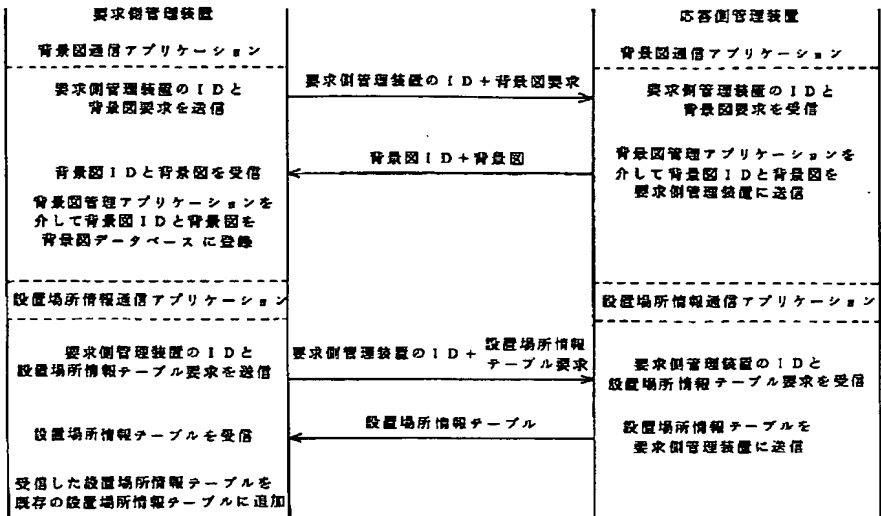 要求側管理装置
応答側管理装置
背景図通信アプリケーション
背景図通信アプリケーション
要求側管理装置のIDと
背景図要求を送信
要求側管理装置のID+背景図要求
要求側管理装置のIDと
背景図要求を受信
背景図IDと背景図を受信
背景図ID+背景図
背景図管理アプリケーションを
介して背景図IDと背景図を
要求側管理装置に送信
背景図管理アプリケーションを
介して背景図IDと背景図を
背景図データベースに登録
設置場所情報通信アプリケーション
設置場所情報通信アプリケーション
要求側管理装置のIDと
設置場所情報テーブル要求を送信
要求側管理装置のID+設置場所情報
テーブル要求
要求側管理装置のIDと
設置場所情報テーブル要求を受信
設置場所情報テーブルを受信
設置場所情報テーブル
設置場所情報テーブルを
要求側管理装置に送信
受信した設置場所情報テーブルを
既存の設置場所情報テーブルに追加